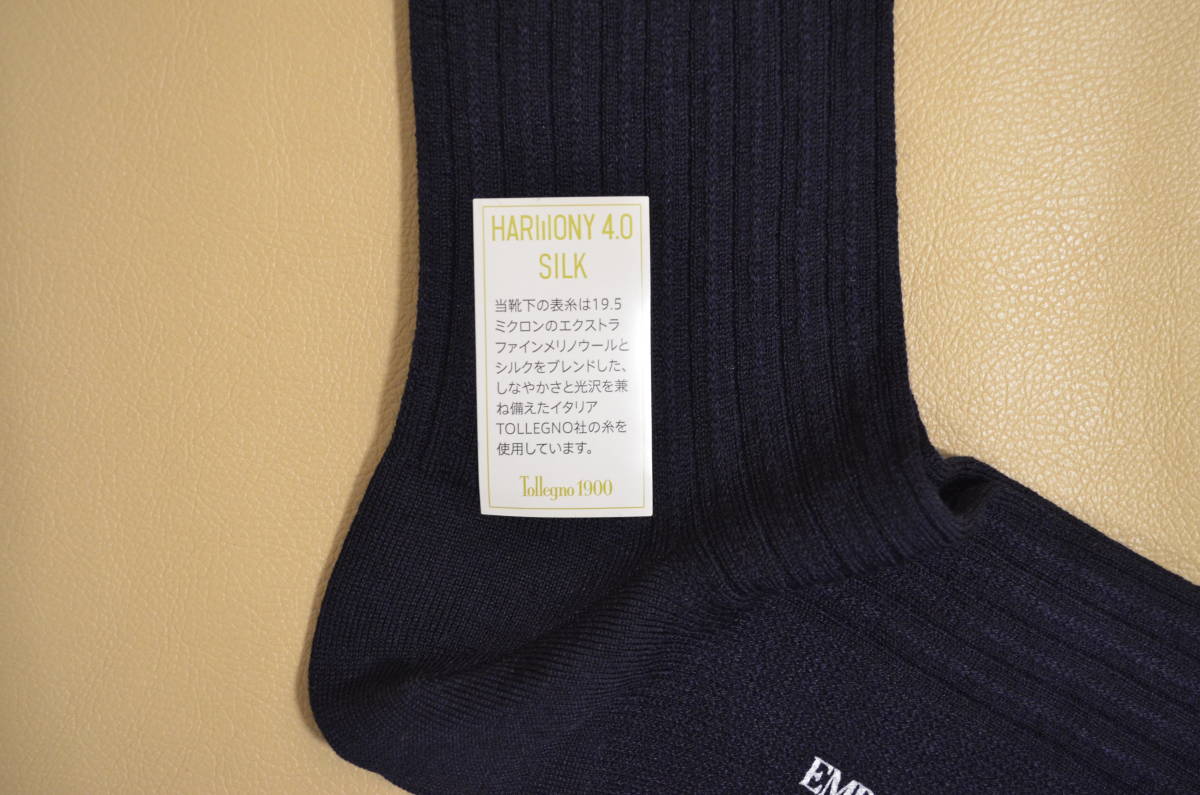 HARMONY 4.0
SILK
当靴下の表糸は19.5
ミクロンのエクストラ
ファインメリノウールと
シルクをブレンドした、
しなやかさと光沢を兼
ね備えたイタリア
TOLLEGNO社の糸を
使用しています。
Tollegno 1900